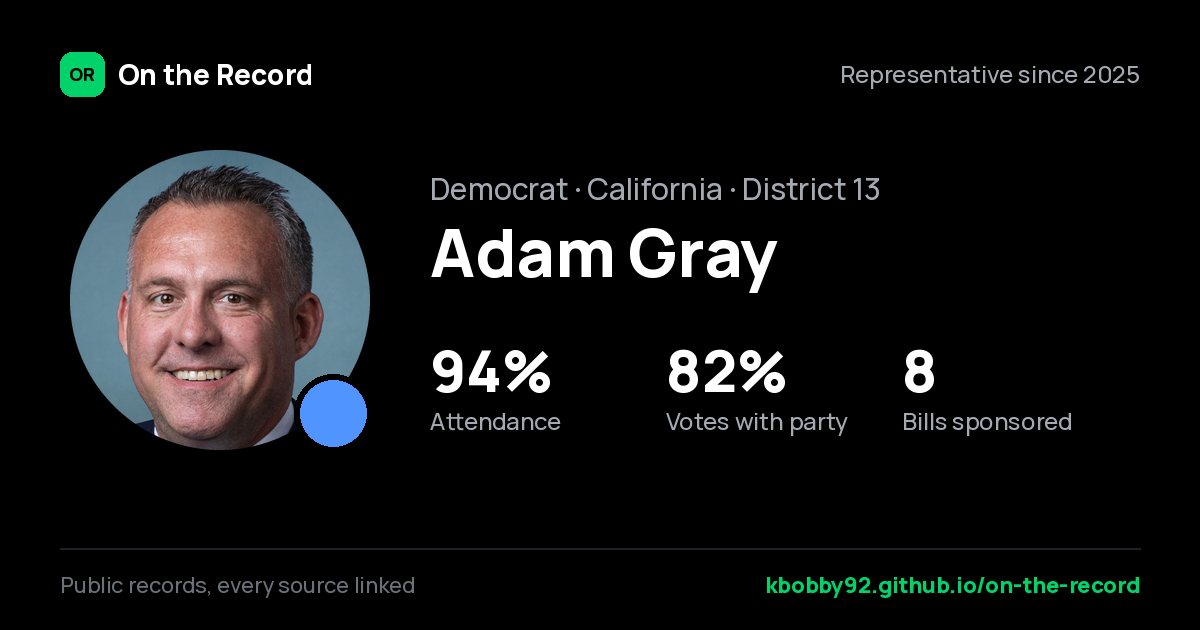 OR On the Record
Representative since 2025
Democrat · California · District 13
Adam Gray
94% 82% 8
Attendance Votes with party Bills sponsored
Public records, every source linked
kbobby92.github.io/on-the-record